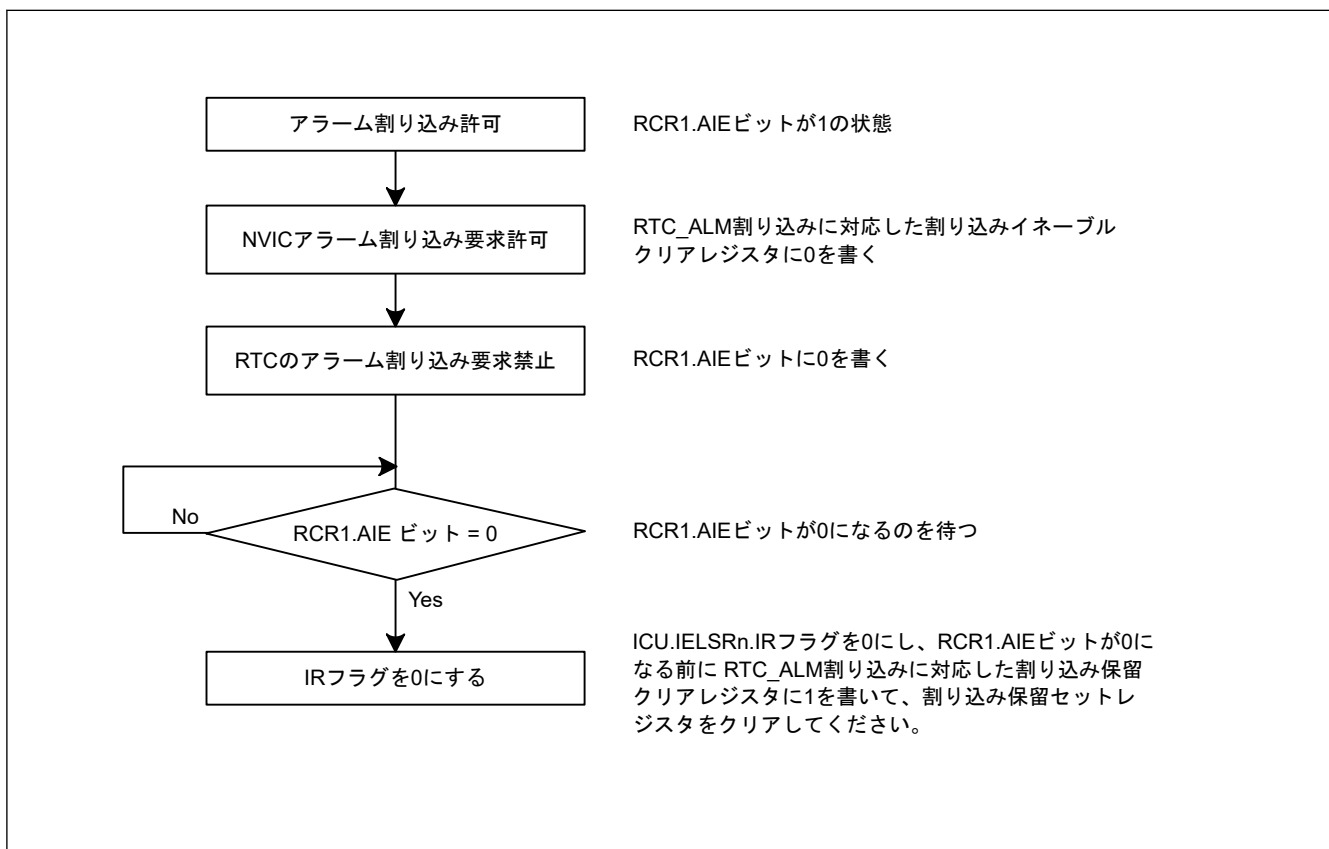 アラーム割り込み許可
RCR1.AIEビットが1の状態
NVICアラーム割り込み要求許可
RTC_ALM割り込みに対応した割り込みイネーブル
クリアレジスタに0を書く
RTCのアラーム割り込み要求禁止
RCR1.AIEビットに0を書く
No
RCR1.AIE ビット = 0
RCR1.AIEビットが0になるのを待つ
Yes
IRフラグを0にする
ICU.IELSRn.IRフラグを0にし、RCR1.AIEビットが0に
なる前に RTC_ALM割り込みに対応した割り込み保留
クリアレジスタに1を書いて、割り込み保留セットレ
ジスタをクリアしてください。